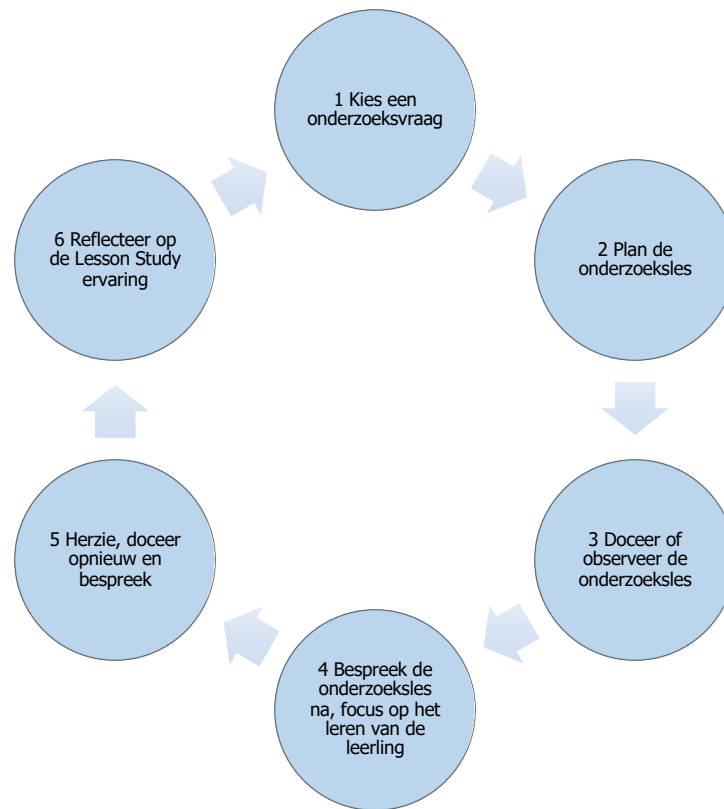 1 Kies een
onderzoeksvraag
2 Plan de
onderzoeksles
3 Doceer of
observeer de
onderzoeksles
4 Bespreek de
onderzoeksles
na, focus op het
leren van de
leerling
5 Herzie, doceer
opnieuw en
bespreek
6 Reflecteer op
de Lesson Study
ervaring